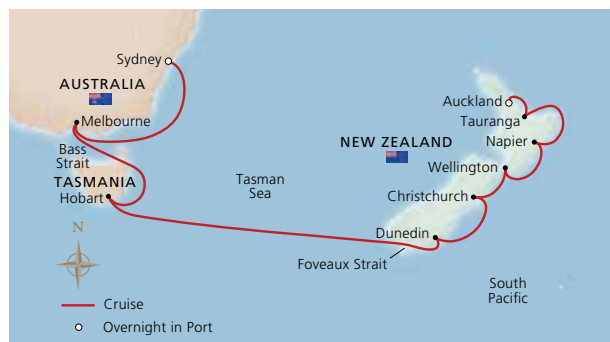 Sydney
AUSTRALIA
Melbourne
Bass
Strait
TASMANIA
Hobart
Tasman
Sea
NEW ZEALAND
Auckland
Tauranga
Napier
Wellington
Christchurch
Dunedin
Foveaux Strait
South
Pacific
N
Cruise
Overnight in Port